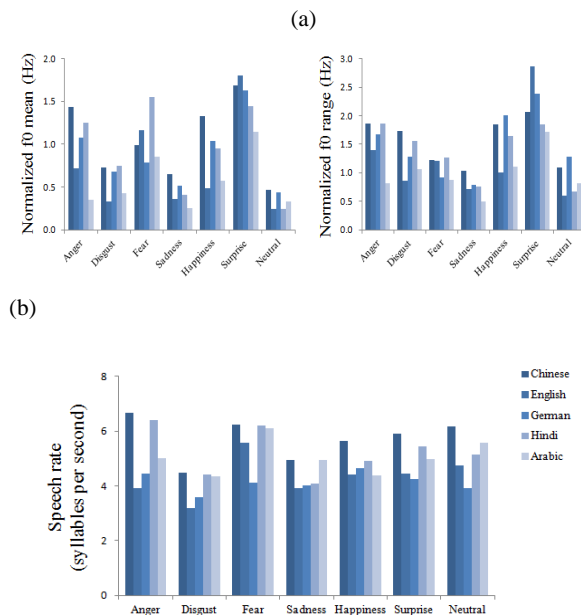 (a)
Normalized f0 mean (Hz)
2.0
1.5
1.0
0.5
0.0
Anger
Disgust
Fear
Sadness
Happiness
Surprise
Neutral
Normalized f0 range (Hz)
3.0
2.5
2.0
1.5
1.0
0.5
0.0
Anger
Disgust
Fear
Sadness
Happiness
Surprise
Neutral
(b)
Speech rate
(syllables per second)
8
6
4
2
0
Anger
Disgust
Fear
Sadness
Happiness
Surprise
Neutral
Chinese
English
German
Hindi
Arabic